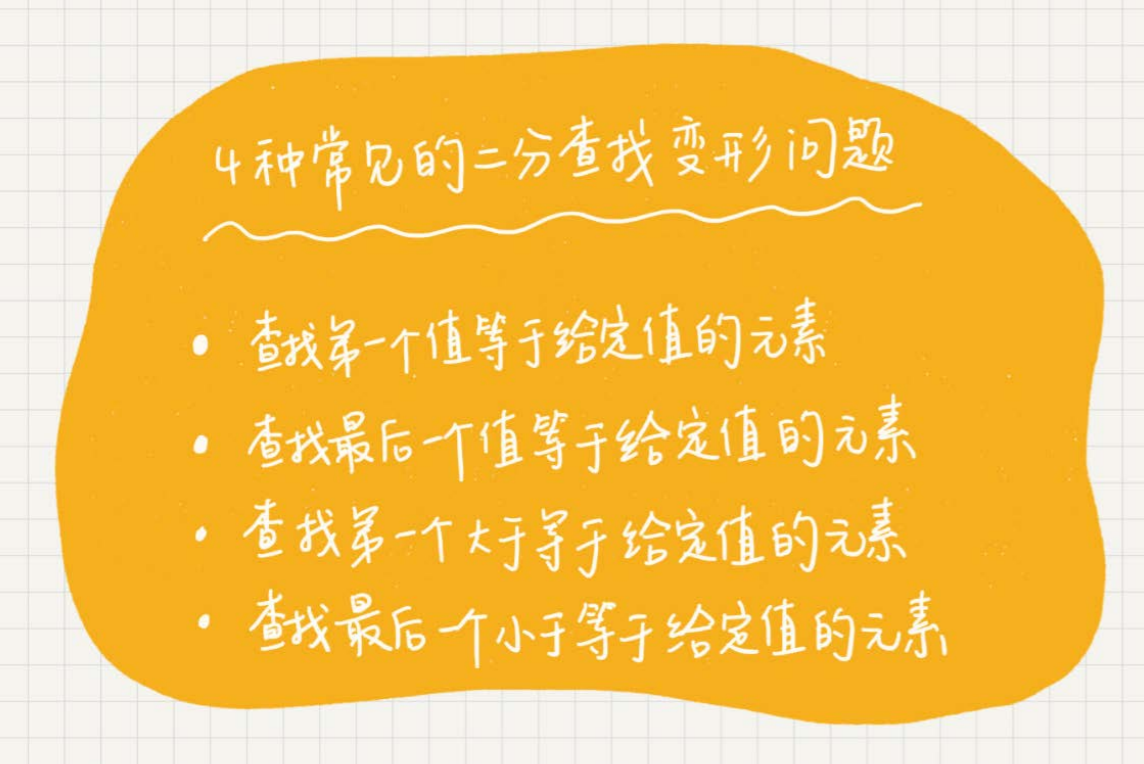 4种常见的二分查找变形问题
• 查找第一个值等于给定值的元素
• 查找最后一个值等于给定值的元素
• 查找第一个大于等于给定值的元素
• 查找最后一个小于等于给定值的元素